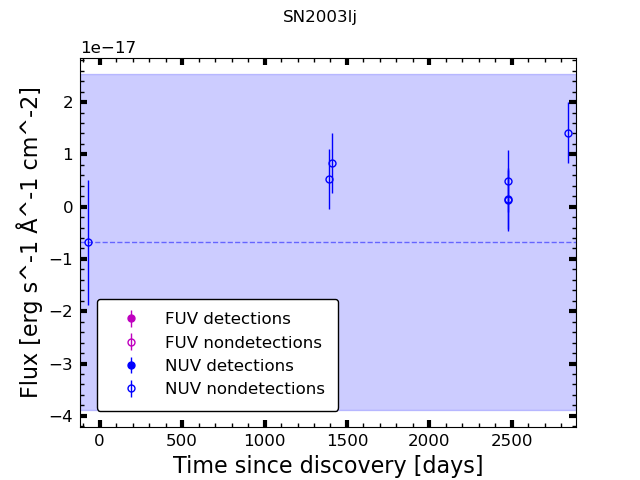 SN2003lj
1e−17
Flux [erg s^-1 Å^-1 cm^-2]
2
1
0
−1
−2
−3
−4
FUV detections
FUV nondetections
NUV detections
NUV nondetections
0 500 1000 1500 2000 2500
Time since discovery [days]